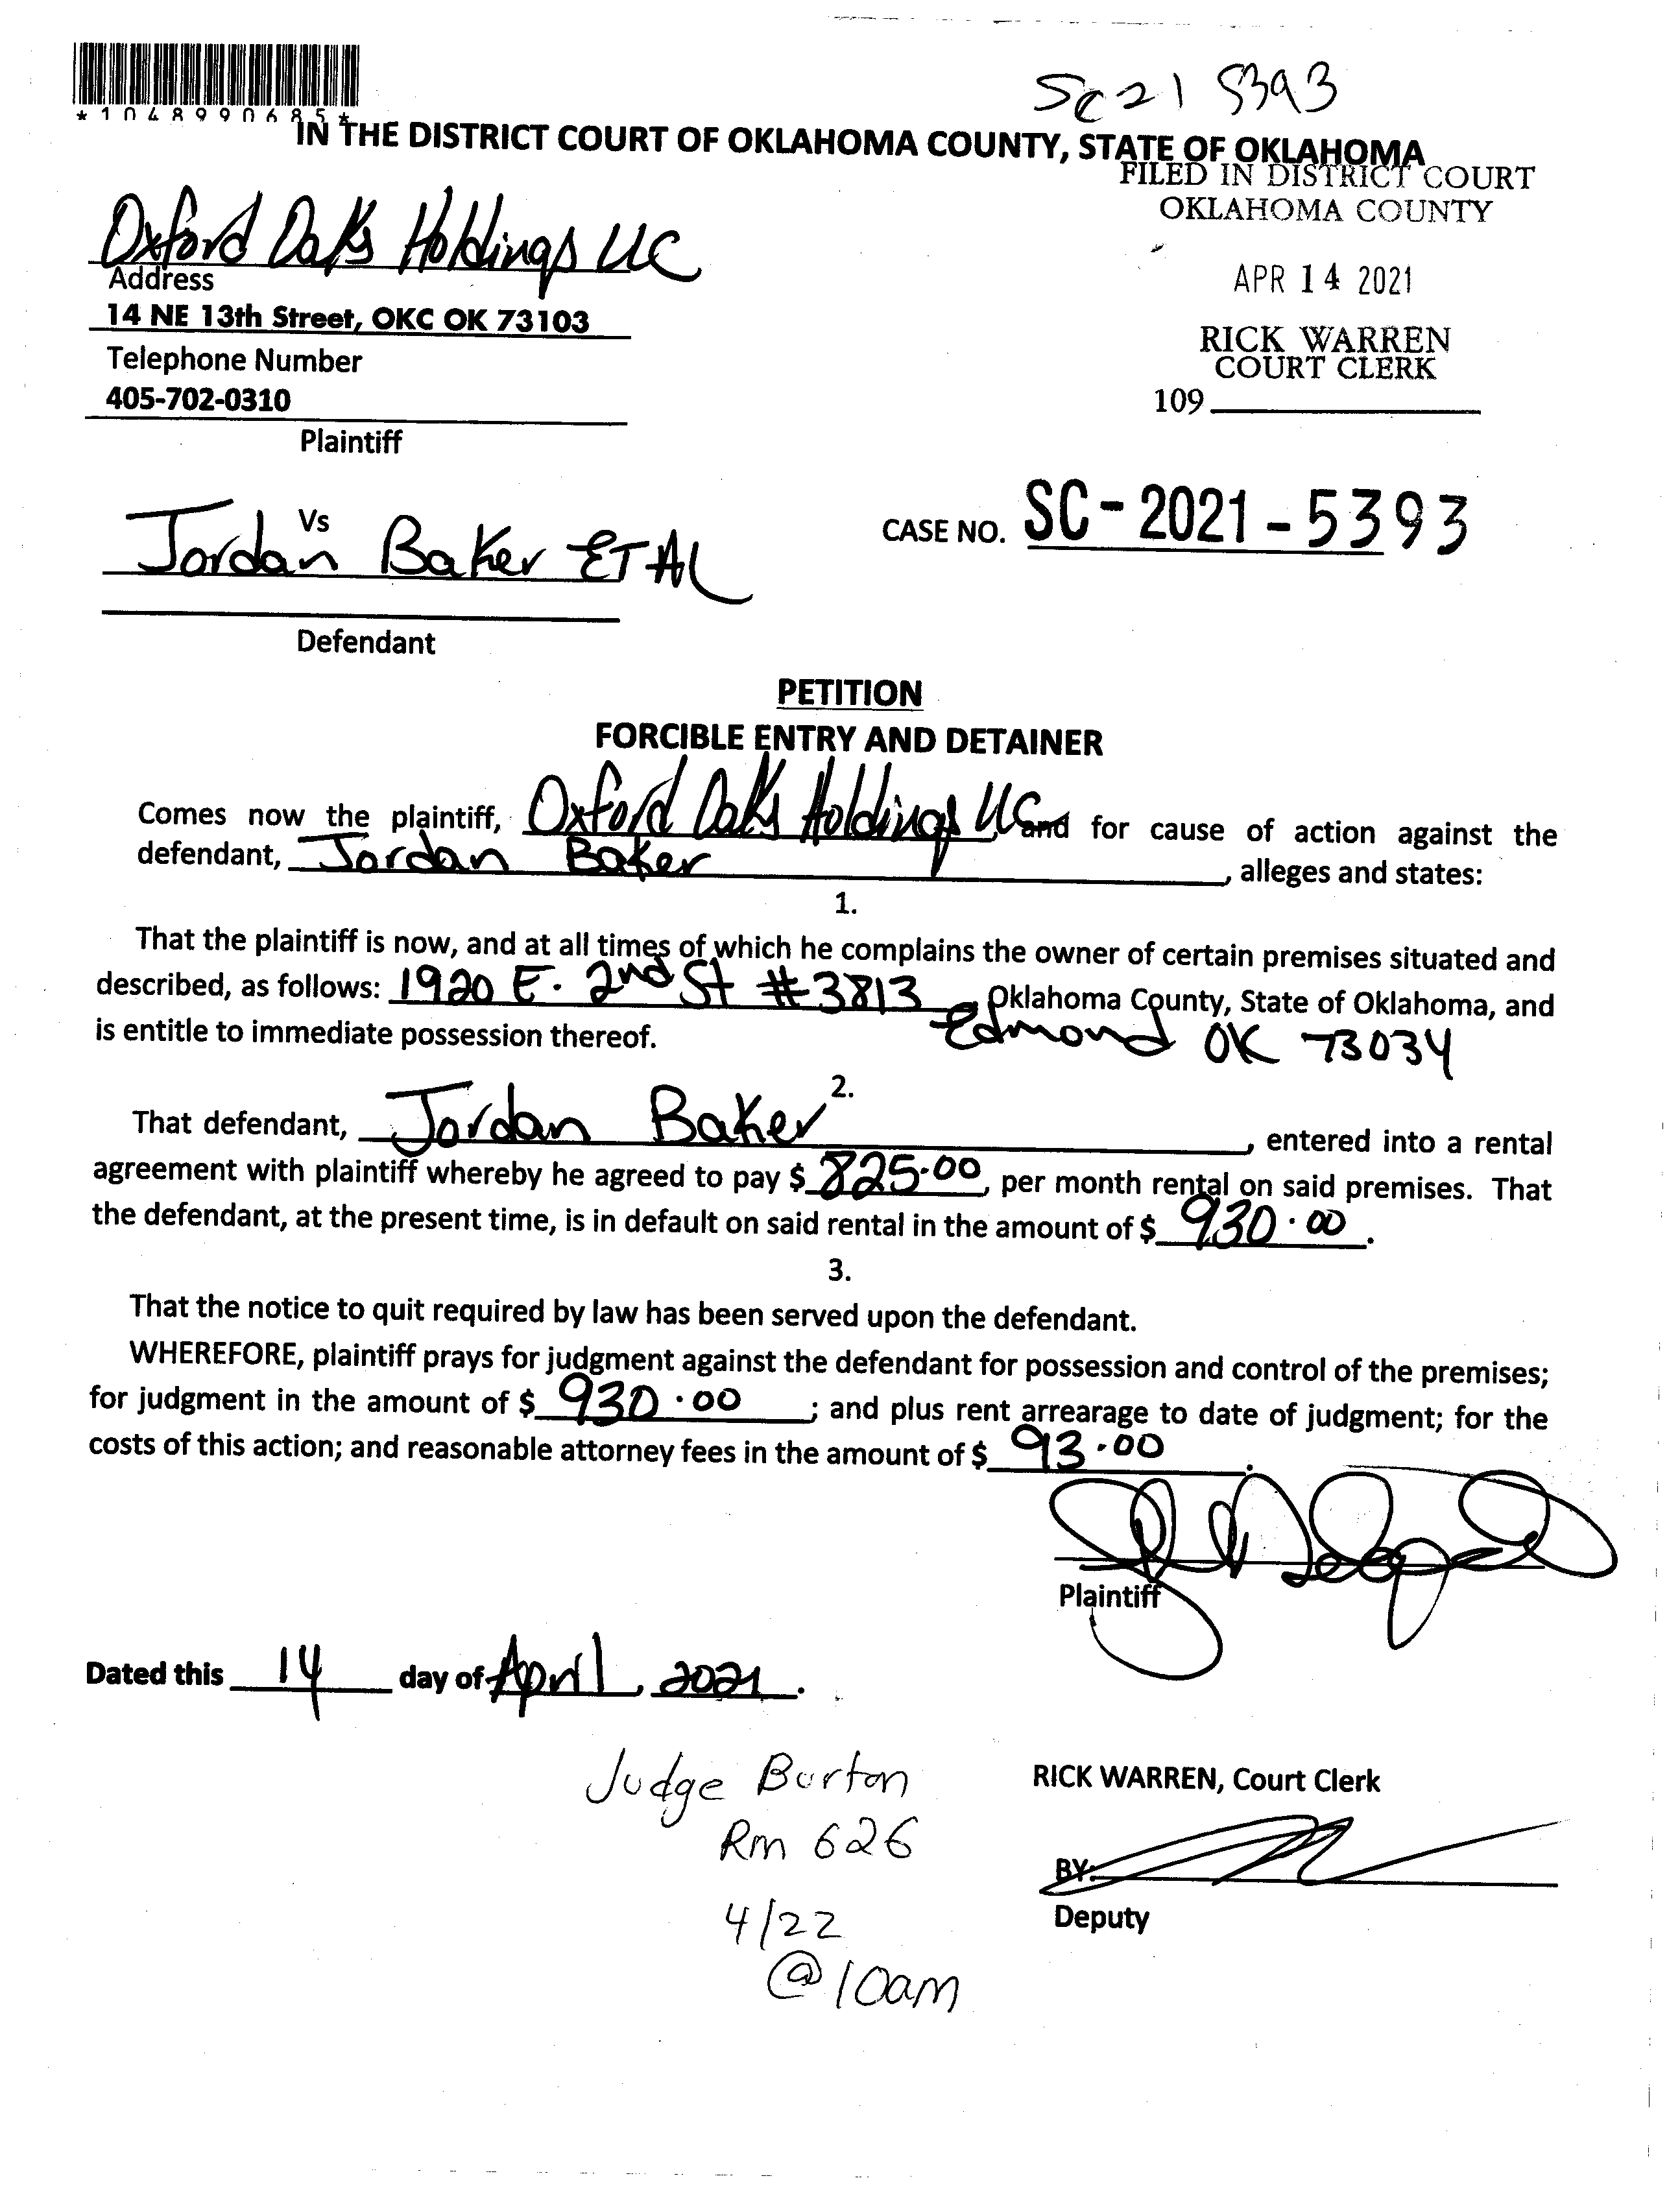 SC21 5393
*1048990685*
IN THE DISTRICT COURT OF OKLAHOMA COUNTY, STATE OF OKLAHOMA
FILED IN DISTRICT COURT
OKLAHOMA COUNTY
APR 14 2021
RICK WARREN
COURT CLERK
109
Oxford Oaks Holdings LLC
Address
14 NE 13th Street, OKC OK 73103
Telephone Number
405-702-0310
Plaintiff
Vs
Jordan Baker ET AL
Defendant
CASE NO. SC-2021-5393
PETITION
FORCIBLE ENTRY AND DETAINER
Comes now the plaintiff, Oxford Oaks Holdings LLC and for cause of action against the
defendant, Jordan Baker, alleges and states:
1.
That the plaintiff is now, and at all times of which he complains the owner of certain premises situated and
described, as follows: 1920 E. 2nd St #3813, Oklahoma County, State of Oklahoma, and
Edmond OK 73034
is entitle to immediate possession thereof.
2.
That defendant, Jordan Baker, entered into a rental
agreement with plaintiff whereby he agreed to pay $ 825.00, per month rental on said premises. That
the defendant, at the present time, is in default on said rental in the amount of $ 930.00.
3.
That the notice to quit required by law has been served upon the defendant.
WHEREFORE, plaintiff prays for judgment against the defendant for possession and control of the premises;
for judgment in the amount of $ 930.00; and plus rent arrearage to date of judgment; for the
costs of this action; and reasonable attorney fees in the amount of $ 93.00.
Plaintiff
Dated this 14 day of April, 2021.
Judge Burton
Rm 626
4/22
@10am
RICK WARREN, Court Clerk
BY:
Deputy